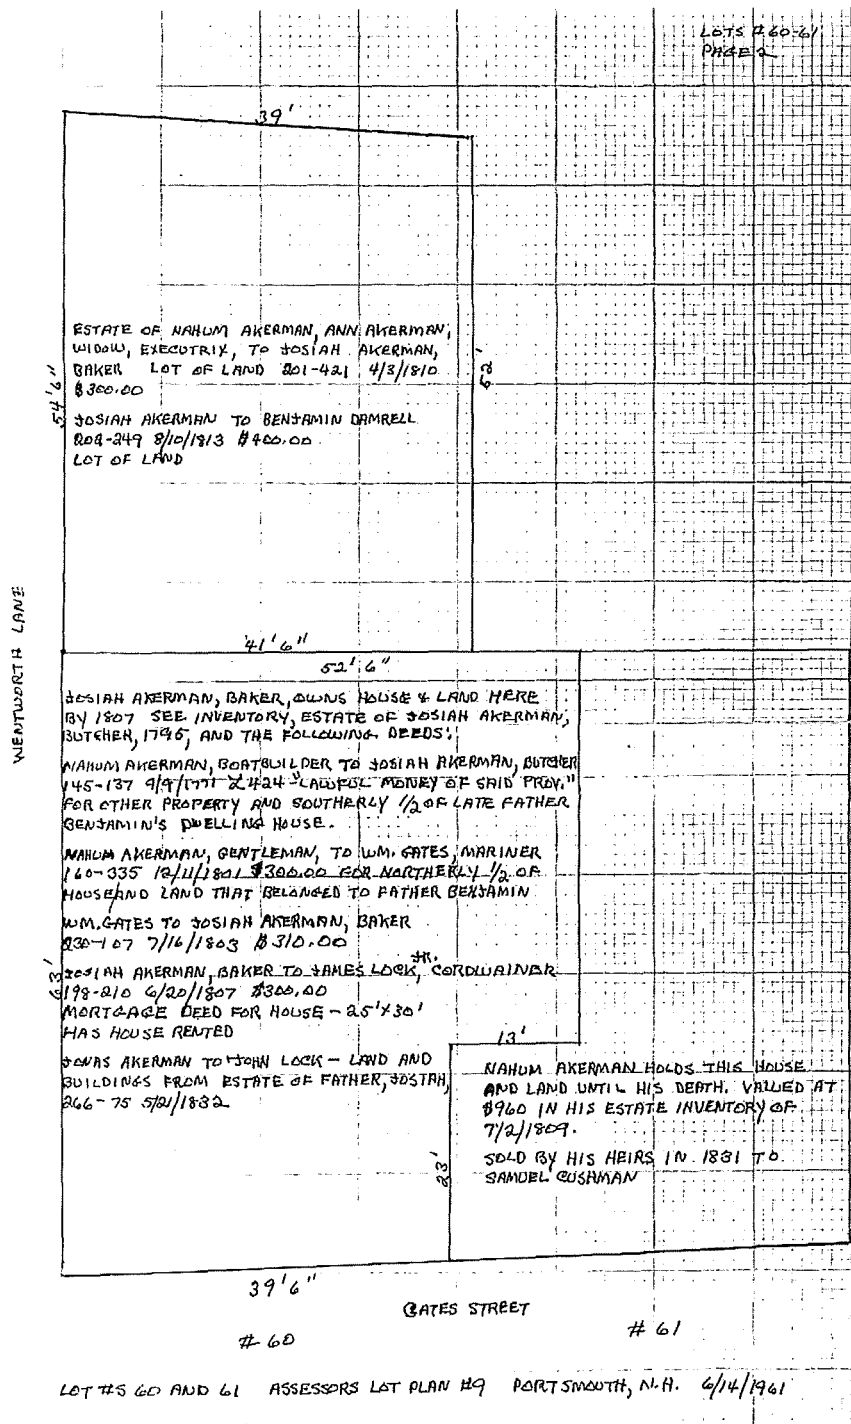 LOTS #60-61
PAGE 2
39'
ESTATE OF NAHUM AKERMAN, ANN AKERMAN,
WIDOW, EXECUTRIX, TO JOSIAH AKERMAN,
BAKER LOT OF LAND 201-421 4/3/1810
$300.00
JOSIAH AKERMAN TO BENJAMIN DAMRELL
202-249 8/10/1813 $400.00
LOT OF LAND
54'6"
52'
WENTWORTH LANE
41'6"
52'6"
JOSIAH AKERMAN, BAKER, OWNS HOUSE & LAND HERE
BY 1807 SEE INVENTORY, ESTATE OF JOSIAH AKERMAN,
BUTCHER, 1795, AND THE FOLLOWING DEEDS:
NAHUM AKERMAN, BOATBUILDER TO JOSIAH AKERMAN, BUTCHER
145-137 9/9/1771 £424 "LAWFUL MONEY OF SAID PROV."
FOR OTHER PROPERTY AND SOUTHERLY 1/2 OF LATE FATHER
BENJAMIN'S DWELLING HOUSE.
NAHUM AKERMAN, GENTLEMAN, TO WM. GATES, MARINER
160-335 12/11/1801 $300.00 FOR NORTHERLY 1/2 OF
HOUSE AND LAND THAT BELONGED TO FATHER BENJAMIN
WM. GATES TO JOSIAH AKERMAN, BAKER
230-107 7/16/1803 $310.00
JOSIAH AKERMAN, BAKER TO JAMES LOCK, JR. CORDWAINER
198-210 6/20/1807 $300.00
MORTGAGE DEED FOR HOUSE - 25'X30'
HAS HOUSE RENTED
JONAS AKERMAN TO JOHN LOCK - LAND AND
BUILDINGS FROM ESTATE OF FATHER, JOSIAH,
266-75 5/21/1832
63'
13'
23'
NAHUM AKERMAN HOLDS THIS HOUSE
AND LAND UNTIL HIS DEATH. VALUED AT
$960 IN HIS ESTATE INVENTORY OF
7/2/1809.
SOLD BY HIS HEIRS IN 1831 TO
SAMUEL CUSHMAN
39'6"
GATES STREET
# 60
# 61
LOT #S 60 AND 61 ASSESSORS LOT PLAN #9 PORTSMOUTH, N.H. 6/14/1961